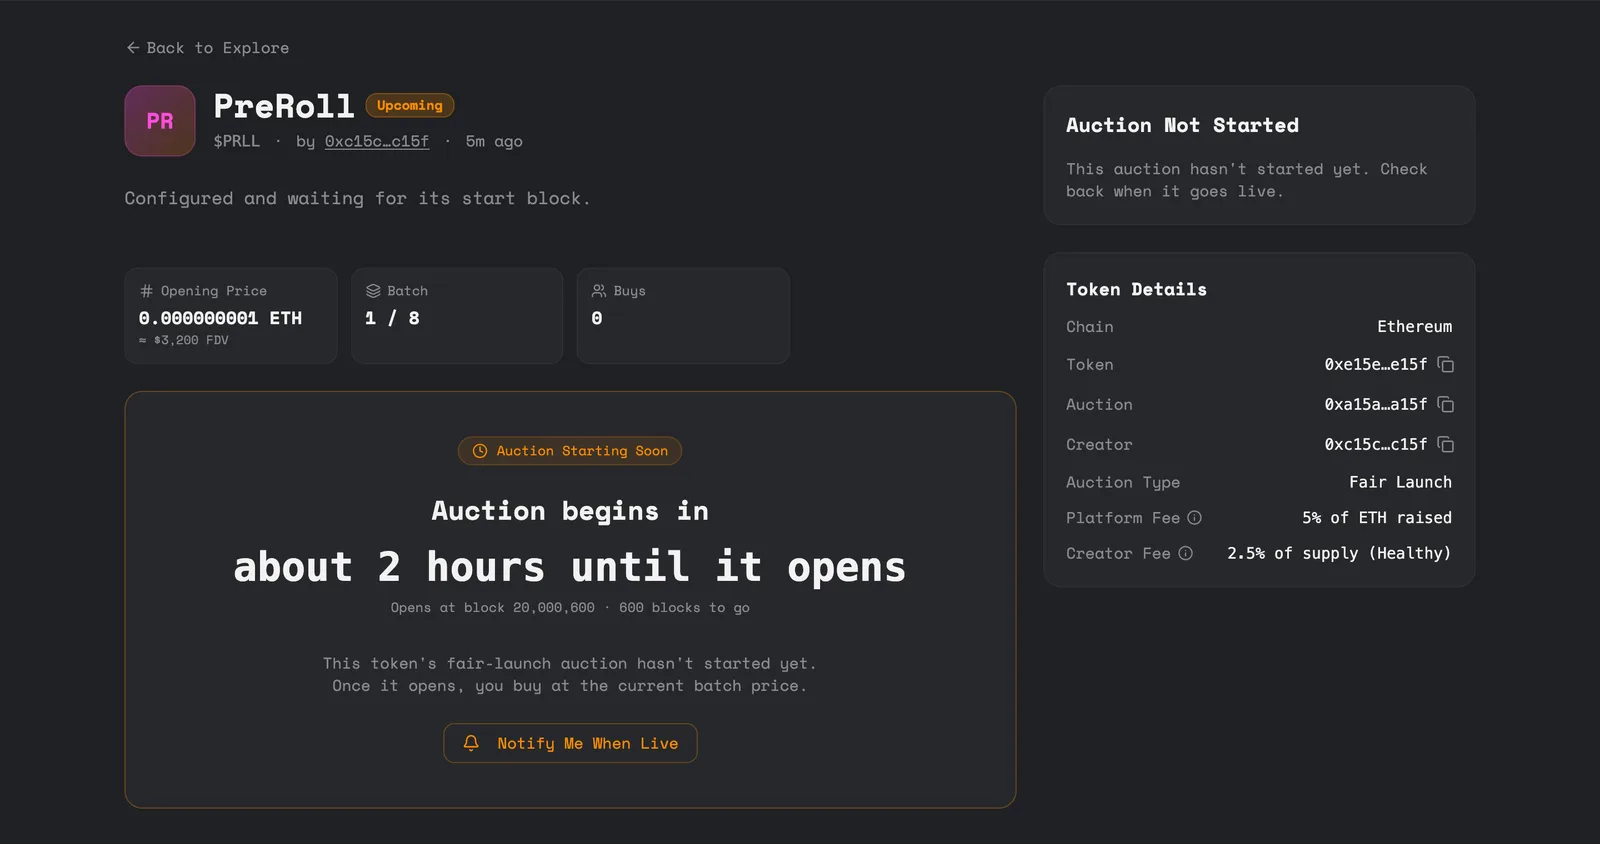 Back to Explore
PR
PreRoll
Upcoming
$PRLL · by 0xc15c…c15f · 5m ago
Configured and waiting for its start block.
Opening Price
0.000000001 ETH
≈ $3,200 FDV
Batch
1 / 8
Buys
0
Auction Starting Soon
Auction begins in
about 2 hours until it opens
Opens at block 20,000,600 · 600 blocks to go
This token's fair-launch auction hasn't started yet.
Once it opens, you buy at the current batch price.
Notify Me When Live
Auction Not Started
This auction hasn't started yet. Check
back when it goes live.
Token Details
Chain Ethereum
Token 0xe15e…e15f
Auction 0xa15a…a15f
Creator 0xc15c…c15f
Auction Type Fair Launch
Platform Fee 5% of ETH raised
Creator Fee 2.5% of supply (Healthy)